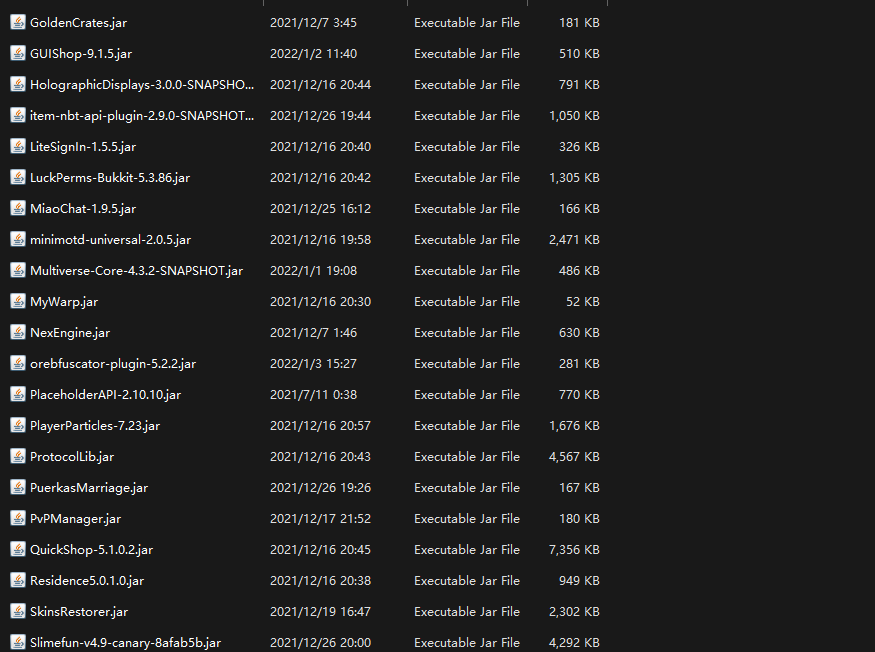 GoldenCrates.jar 2021/12/7 3:45 Executable Jar File 181 KB
GUIShop-9.1.5.jar 2022/1/2 11:40 Executable Jar File 510 KB
HolographicDisplays-3.0.0-SNAPSHO... 2021/12/16 20:44 Executable Jar File 791 KB
item-nbt-api-plugin-2.9.0-SNAPSHOT... 2021/12/26 19:44 Executable Jar File 1,050 KB
LiteSignIn-1.5.5.jar 2021/12/16 20:40 Executable Jar File 326 KB
LuckPerms-Bukkit-5.3.86.jar 2021/12/16 20:42 Executable Jar File 1,305 KB
MiaoChat-1.9.5.jar 2021/12/25 16:12 Executable Jar File 166 KB
minimotd-universal-2.0.5.jar 2021/12/16 19:58 Executable Jar File 2,471 KB
Multiverse-Core-4.3.2-SNAPSHOT.jar 2022/1/1 19:08 Executable Jar File 486 KB
MyWarp.jar 2021/12/16 20:30 Executable Jar File 52 KB
NexEngine.jar 2021/12/7 1:46 Executable Jar File 630 KB
orebfuscator-plugin-5.2.2.jar 2022/1/3 15:27 Executable Jar File 281 KB
PlaceholderAPI-2.10.10.jar 2021/7/11 0:38 Executable Jar File 770 KB
PlayerParticles-7.23.jar 2021/12/16 20:57 Executable Jar File 1,676 KB
ProtocolLib.jar 2021/12/16 20:43 Executable Jar File 4,567 KB
PuerkasMarriage.jar 2021/12/26 19:26 Executable Jar File 167 KB
PvPManager.jar 2021/12/17 21:52 Executable Jar File 180 KB
QuickShop-5.1.0.2.jar 2021/12/16 20:45 Executable Jar File 7,356 KB
Residence5.0.1.0.jar 2021/12/16 20:38 Executable Jar File 949 KB
SkinsRestorer.jar 2021/12/19 16:47 Executable Jar File 2,302 KB
Slimefun-v4.9-canary-8afab5b.jar 2021/12/26 20:00 Executable Jar File 4,292 KB